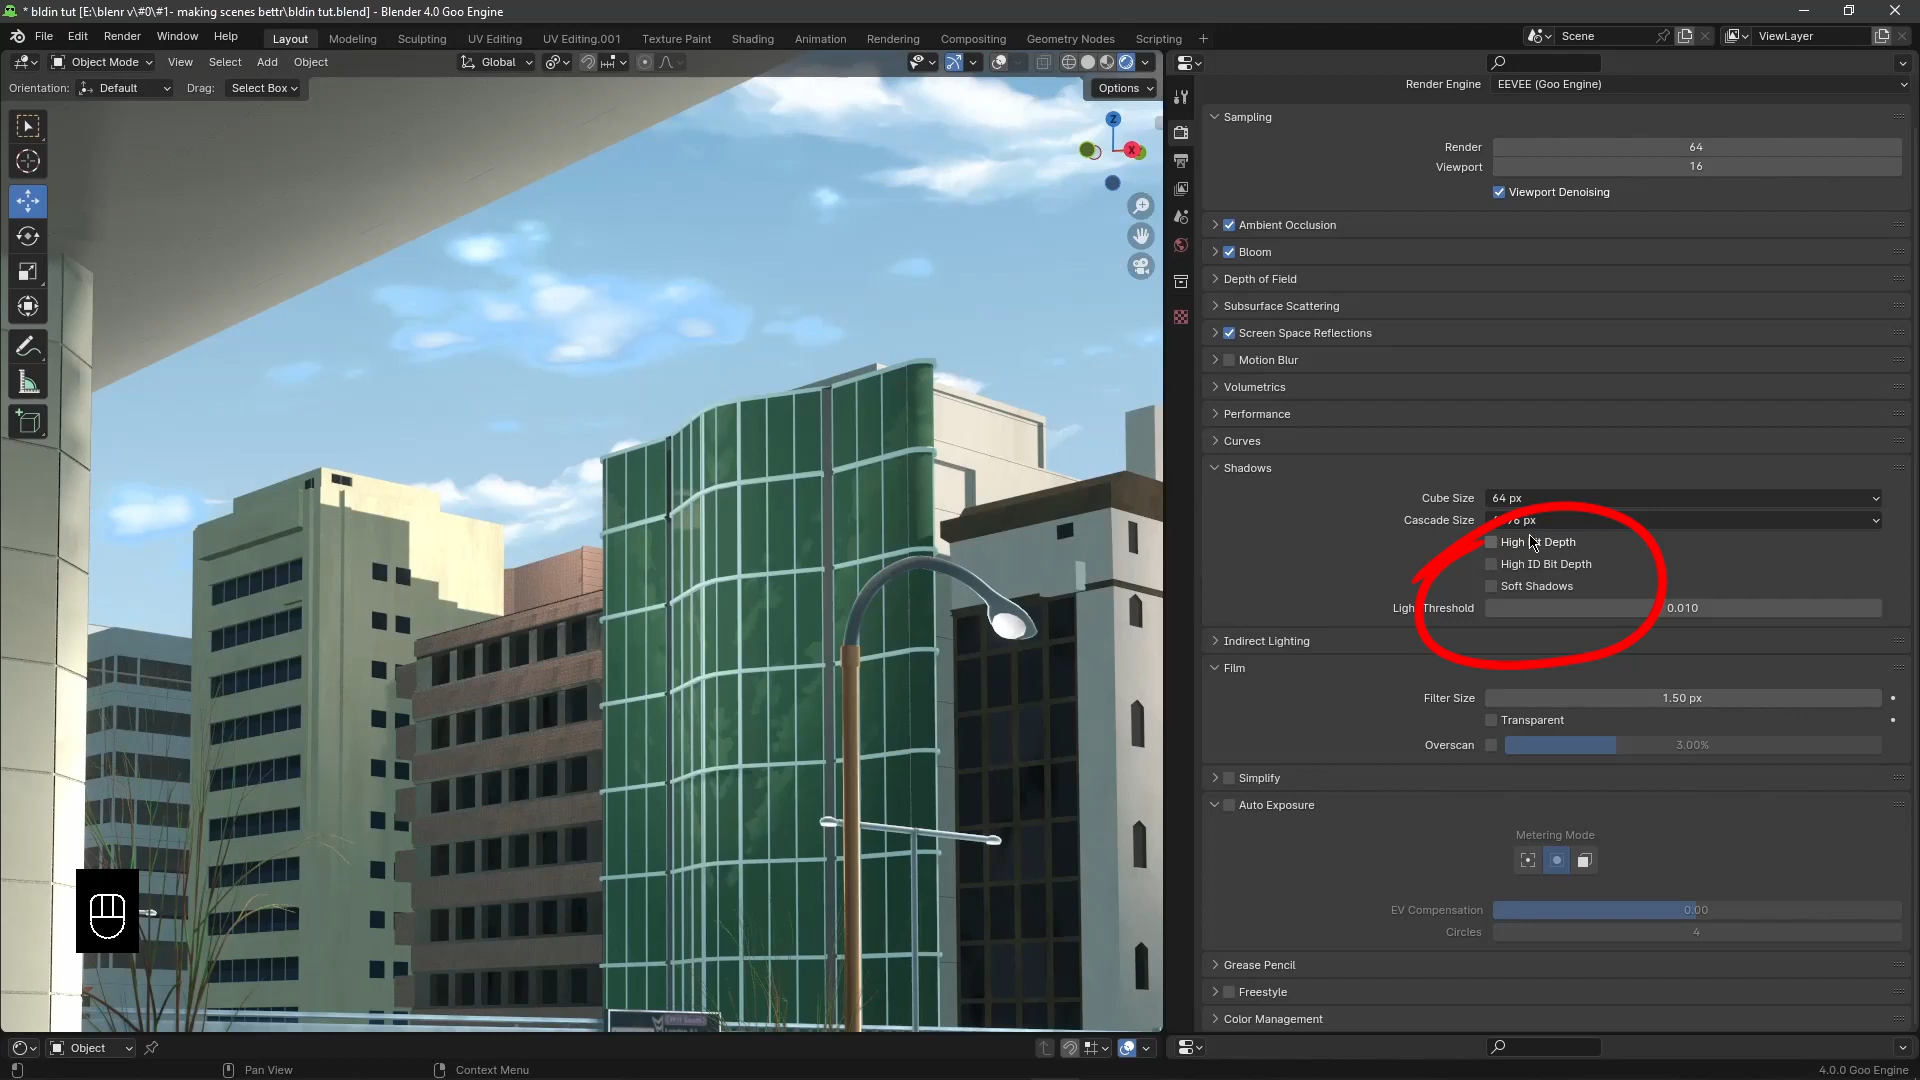 * bldin tut [E:\blenr v\#0\#1- making scenes bettr\bldin tut.blend] - Blender 4.0 Goo Engine
File Edit Render Window Help
Layout Modeling Sculpting UV Editing UV Editing.001 Texture Paint Shading Animation Rendering Compositing Geometry Nodes Scripting +
Scene
ViewLayer
Object Mode View Select Add Object
Global
Orientation: Default Drag: Select Box
Options
Z
X
Render Engine EEVEE (Goo Engine)
Sampling
Render 64
Viewport 16
Viewport Denoising
Ambient Occlusion
Bloom
Depth of Field
Subsurface Scattering
Screen Space Reflections
Motion Blur
Volumetrics
Performance
Curves
Shadows
Cube Size 64 px
Cascade Size px
High Bit Depth
High ID Bit Depth
Soft Shadows
Light Threshold 0.010
Indirect Lighting
Film
Filter Size 1.50 px
Transparent
Overscan 3.00%
Simplify
Auto Exposure
Metering Mode
EV Compensation 0.00
Circles 4
Grease Pencil
Freestyle
Color Management
Object
Pan View
Context Menu
4.0.0 Goo Engine